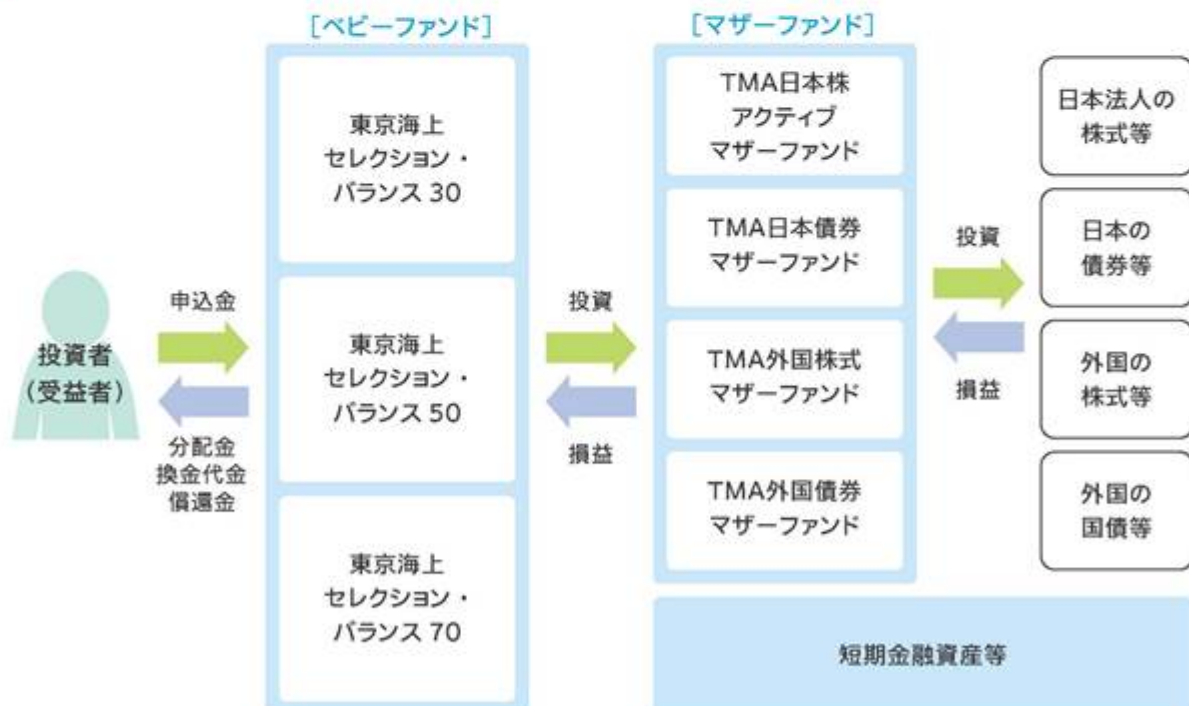 [ベビーファンド]
[マザーファンド]
投資者
(受益者)
申込金
分配金
換金代金
償還金
東京海上
セレクション・
バランス 30
東京海上
セレクション・
バランス 50
東京海上
セレクション・
バランス 70
投資
損益
TMA日本株
アクティブ
マザーファンド
TMA日本債券
マザーファンド
TMA外国株式
マザーファンド
TMA外国債券
マザーファンド
投資
損益
日本法人の
株式等
日本の
債券等
外国の
株式等
外国の
国債等
短期金融資産等